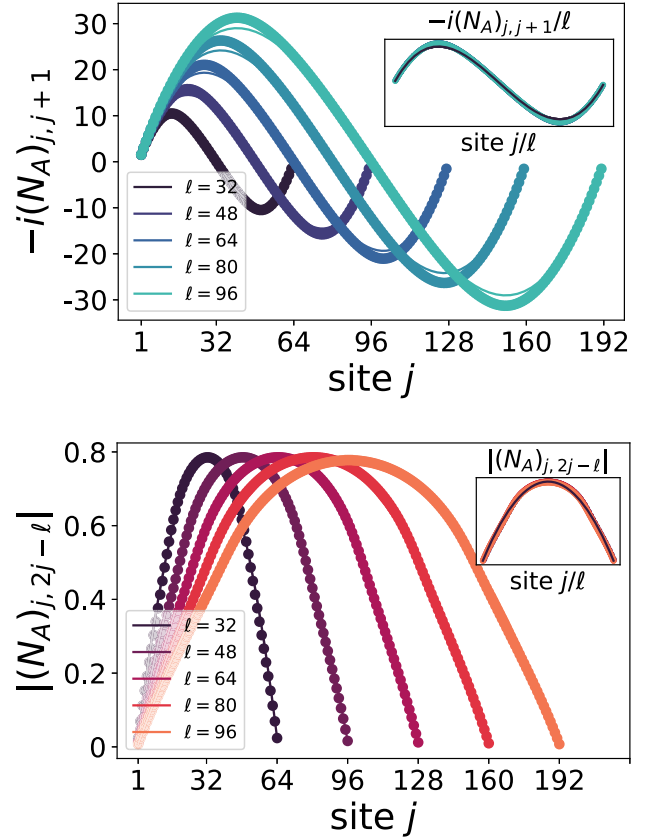 −i(N_A)_{j, j+1}
30
20
10
0
-10
-20
-30
ℓ = 32
ℓ = 48
ℓ = 64
ℓ = 80
ℓ = 96
−i(N_A)_{j, j+1}/ℓ
site j/ℓ
1 32 64 96 128 160 192
site j
|(N_A)_{j, 2j−ℓ}|
0.8
0.6
0.4
0.2
0
ℓ = 32
ℓ = 48
ℓ = 64
ℓ = 80
ℓ = 96
|(N_A)_{j, 2j−ℓ}|
site j/ℓ
1 32 64 96 128 160 192
site j